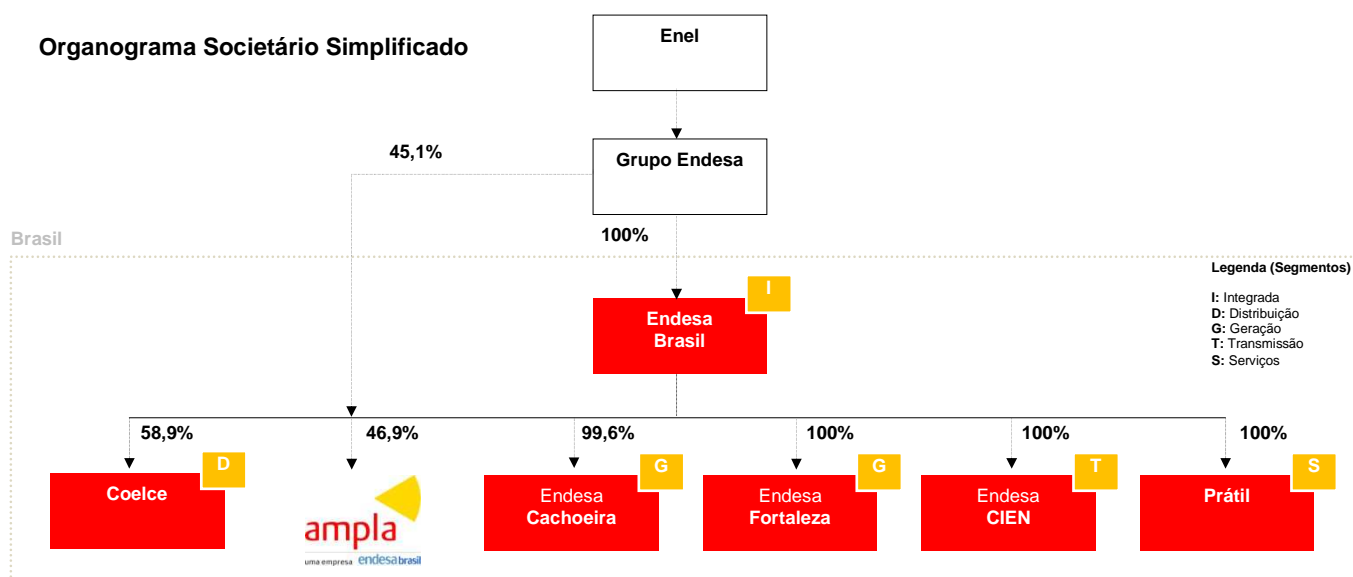 Organograma Societário Simplificado
Enel
45,1%
Grupo Endesa
100%
Brasil
Legenda (Segmentos)
I: Integrada
D: Distribuição
G: Geração
T: Transmissão
S: Serviços
I
Endesa
Brasil
58,9%
46,9%
99,6%
100%
100%
100%
D
Coelce
ampla
uma empresa endesabrasil
G
Endesa
Cachoeira
G
Endesa
Fortaleza
T
Endesa
CIEN
S
Prátil